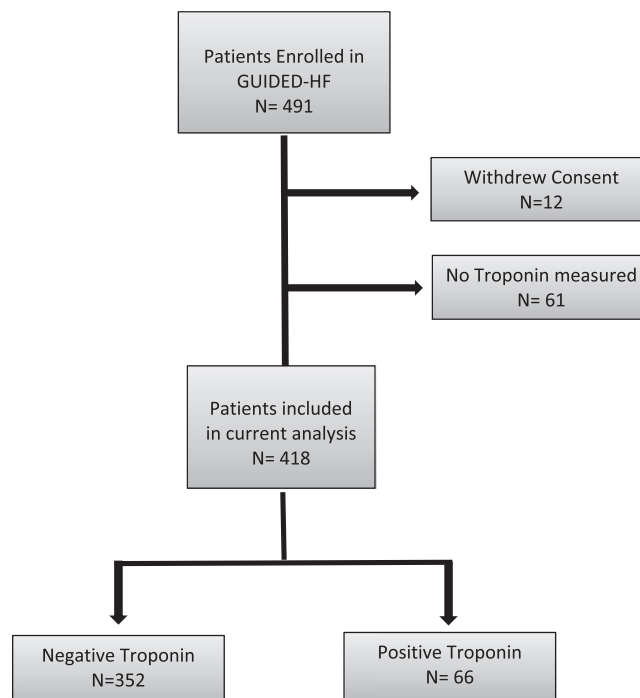 Patients Enrolled in
GUIDED-HF
N= 491
Withdrew Consent
N=12
No Troponin measured
N= 61
Patients included
in current analysis
N= 418
Negative Troponin
N=352
Positive Troponin
N= 66